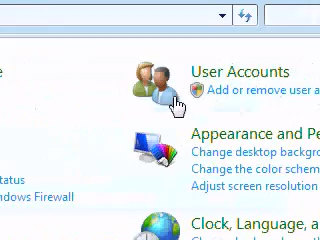 User Accounts
Add or remove user a
Appearance and Pe
Change desktop backgro
Change the color schem
Adjust screen resolution
tatus
ndows Firewall
Clock, Language, a